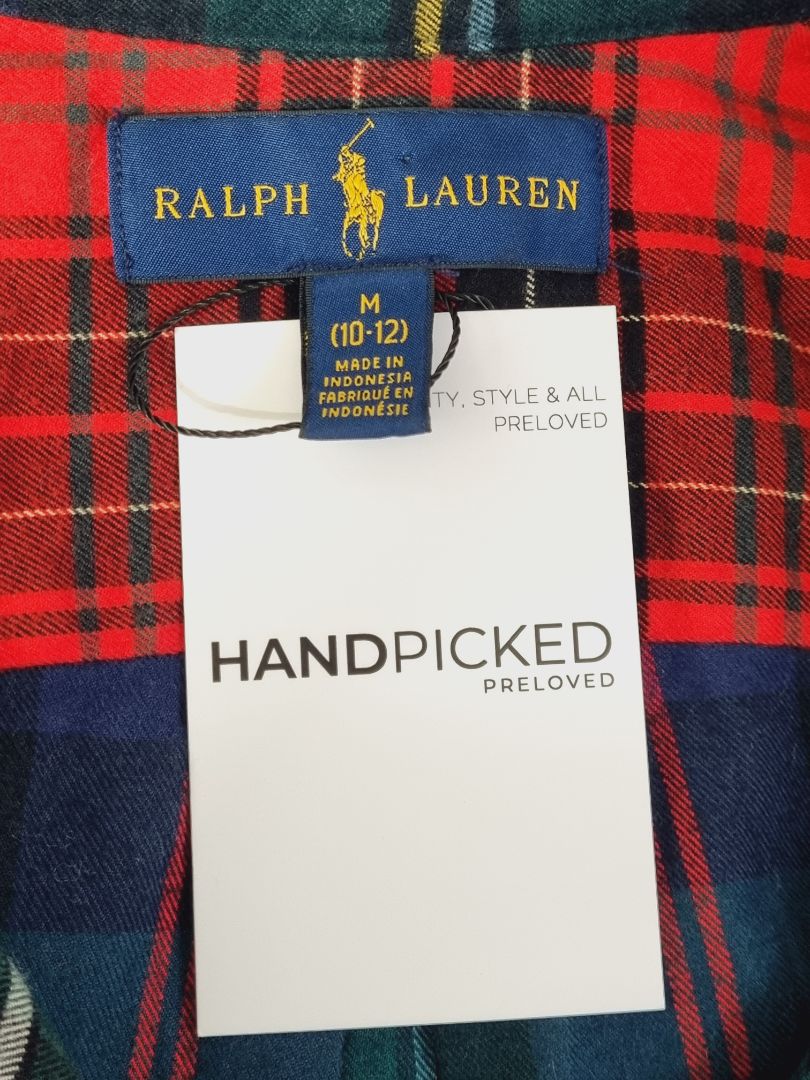 RALPH LAUREN
M
(10-12)
MADE IN
INDONESIA
FABRIQUÉ EN
INDONÉSIE
STYLE & ALL
PRELOVED
HANDPICKED
PRELOVED